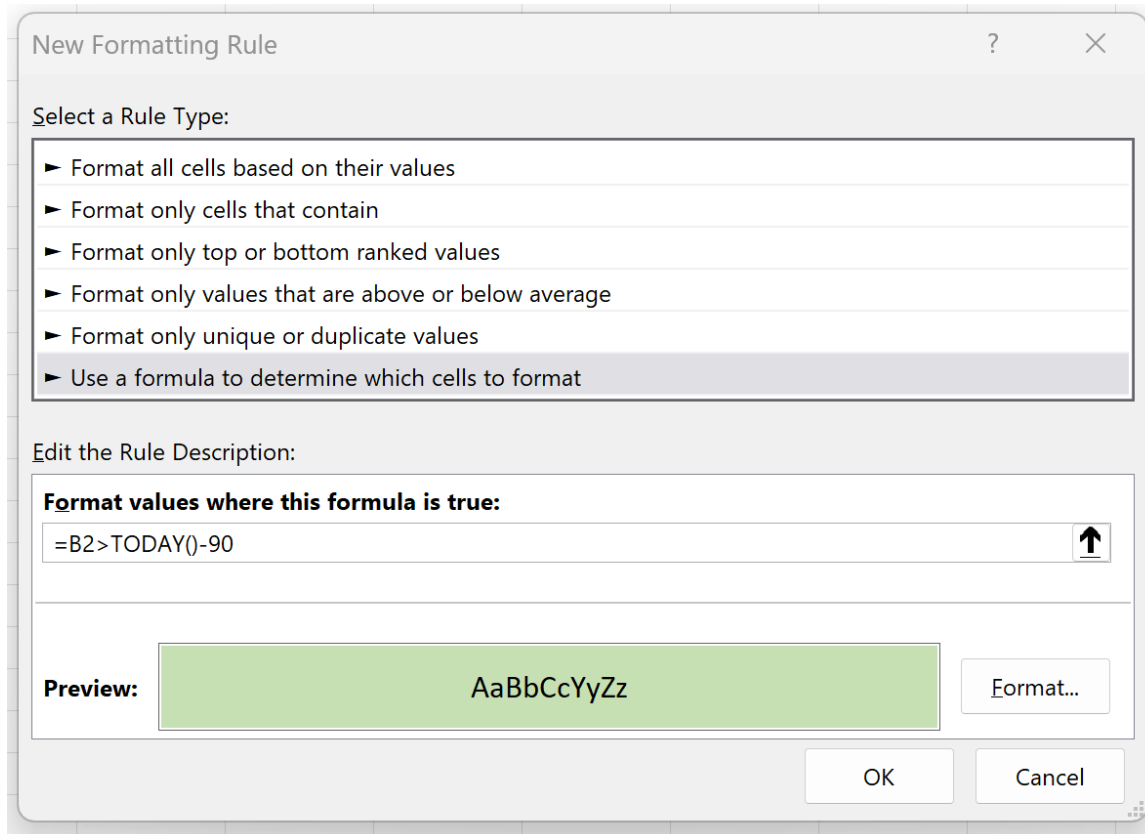 New Formatting Rule ?
Select a Rule Type:
► Format all cells based on their values
► Format only cells that contain
► Format only top or bottom ranked values
► Format only values that are above or below average
► Format only unique or duplicate values
► Use a formula to determine which cells to format
Edit the Rule Description:
Format values where this formula is true:
=B2>TODAY()-90
Preview: AaBbCcYyZz Format...
OK Cancel